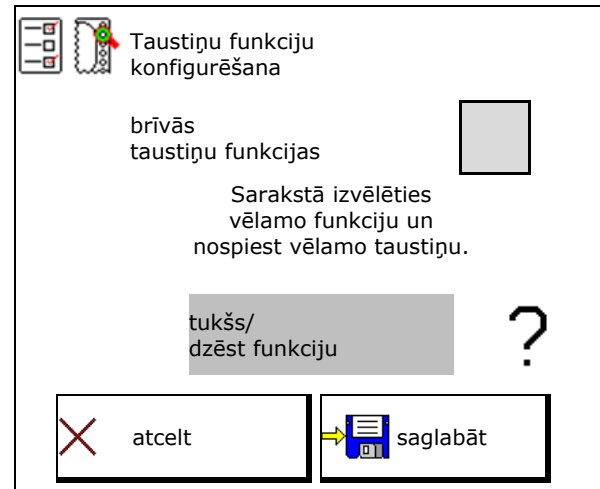 Taustiņu funkciju
konfigurēšana
brīvās
taustiņu funkcijas
Sarakstā izvēlēties
vēlamo funkciju un
nospiest vēlamo taustiņu.
tukšs/
dzēst funkciju
?
atcelt
saglabāt